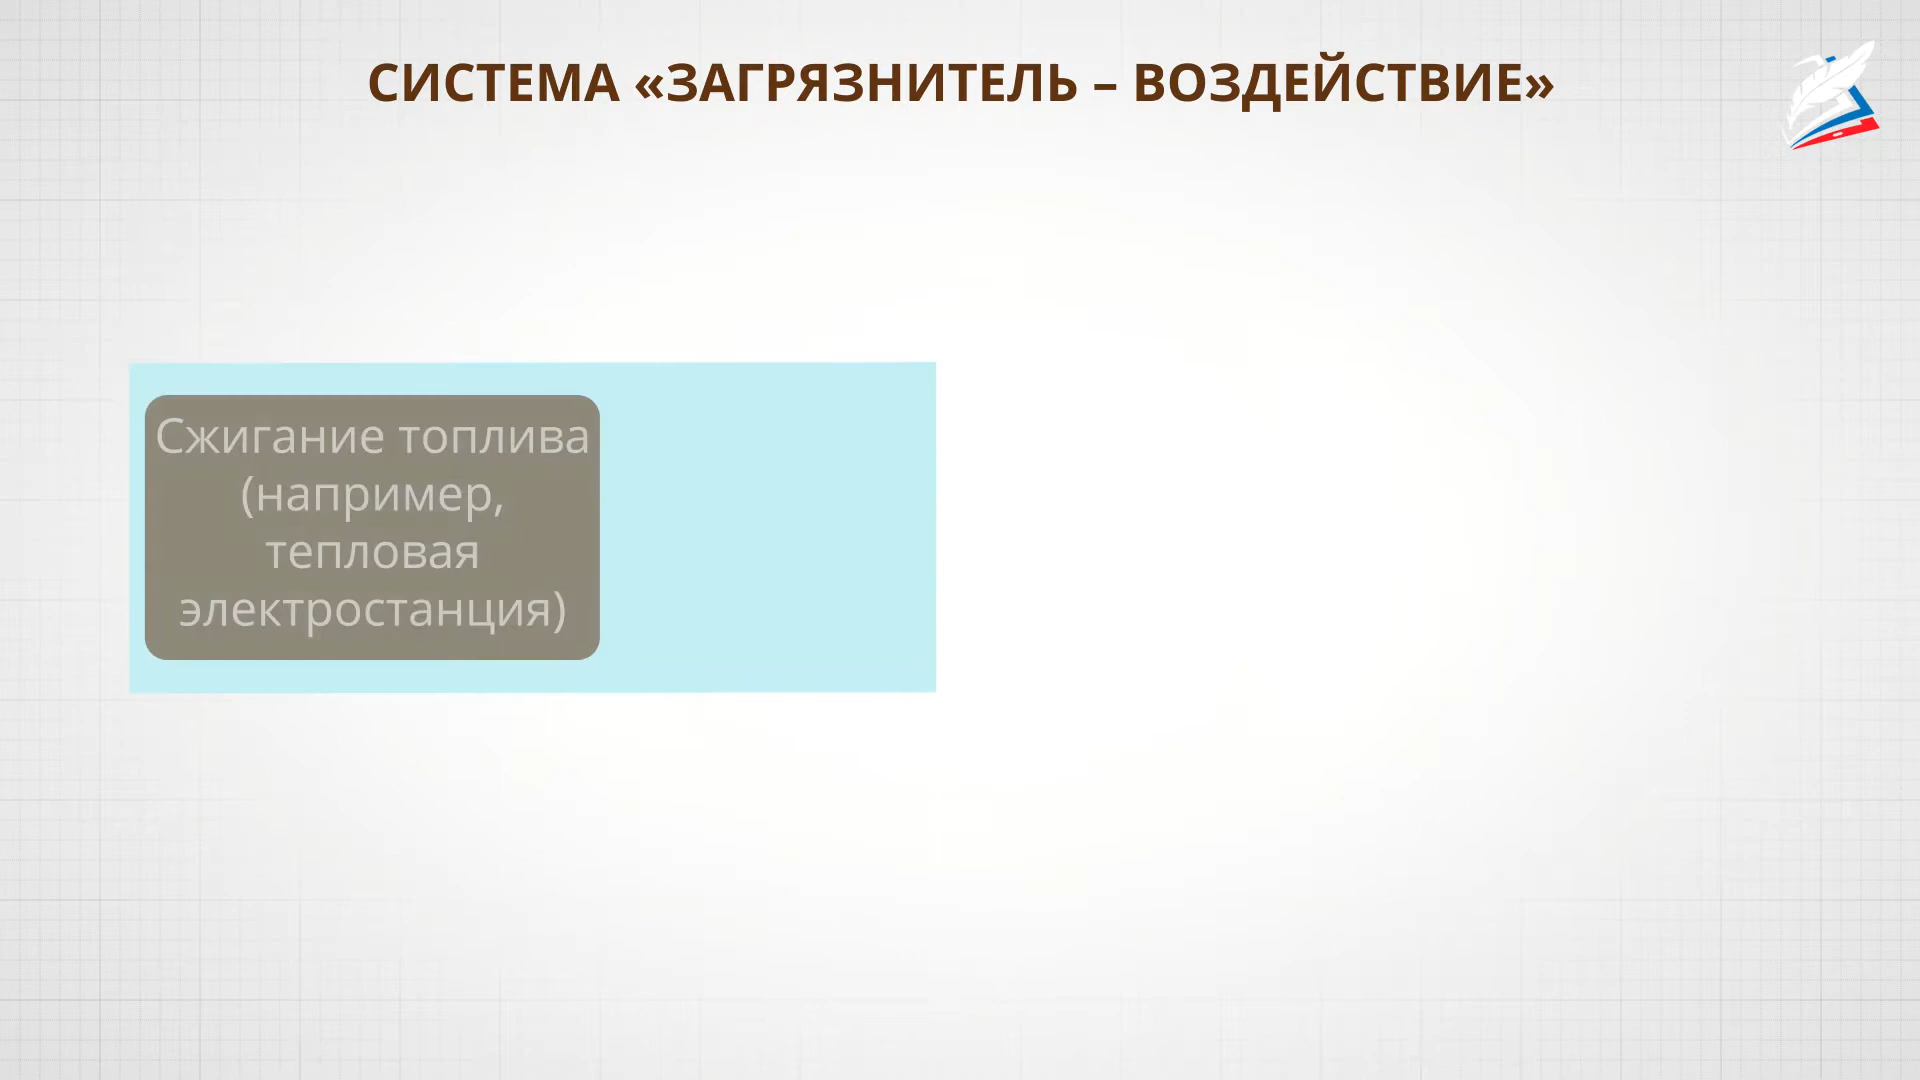 СИСТЕМА «ЗАГРЯЗНИТЕЛЬ – ВОЗДЕЙСТВИЕ»
Сжигание топлива
(например,
тепловая
электростанция)